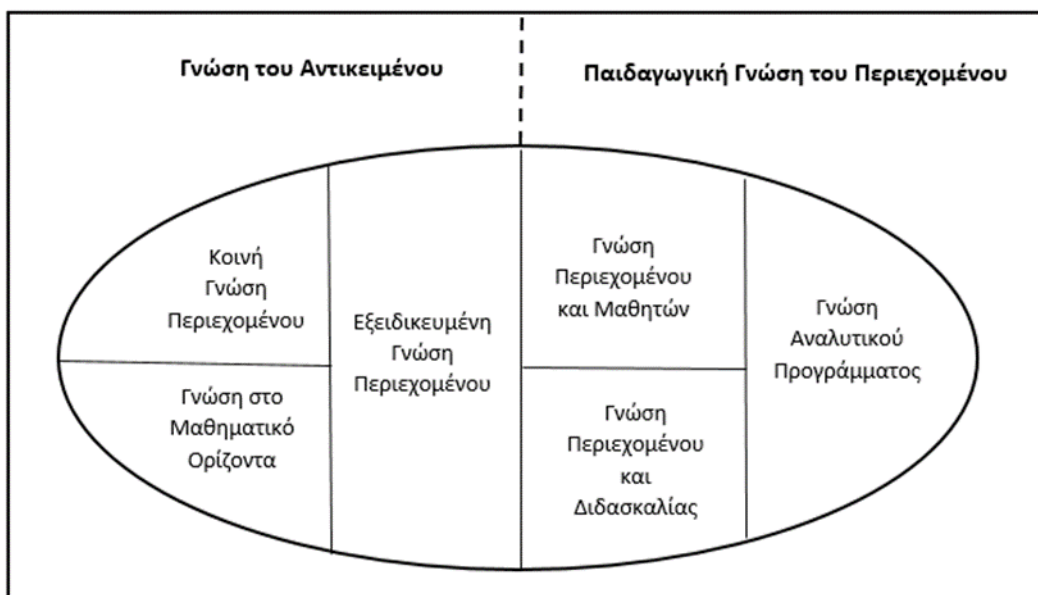 Γνώση του Αντικειμένου
Παιδαγωγική Γνώση του Περιεχομένου
Κοινή
Γνώση
Περιεχομένου
Γνώση στο
Μαθηματικό
Ορίζοντα
Εξειδικευμένη
Γνώση
Περιεχομένου
Γνώση
Περιεχομένου
και Μαθητών
Γνώση
Περιεχομένου
και
Διδασκαλίας
Γνώση
Αναλυτικού
Προγράμματος